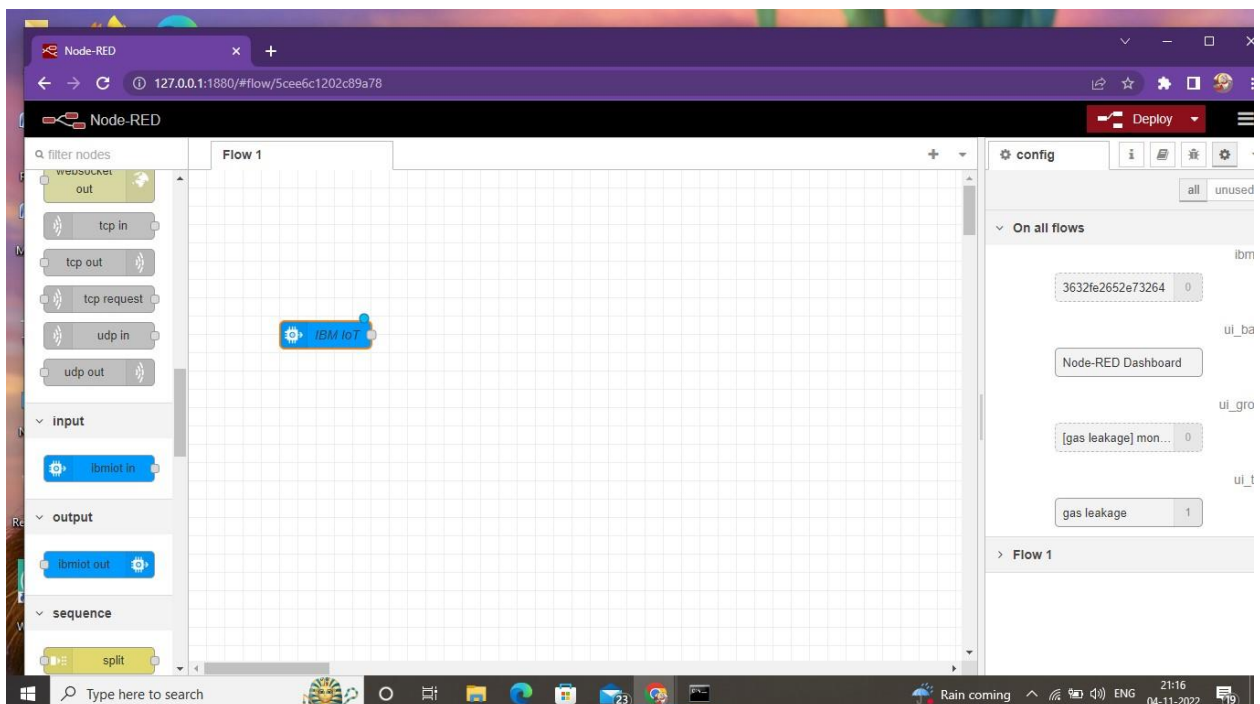 Node-RED
127.0.0.1:1880/#flow/5cee6c1202c89a78
Node-RED
Deploy
filter nodes
Flow 1
config
all unused
websocket
out
tcp in
tcp out
tcp request
udp in
udp out
input
ibmiot in
output
ibmiot out
sequence
split
IBM IoT
On all flows
ibm
3632fe2652e73264 0
ui_ba
Node-RED Dashboard
ui_gro
[gas leakage] mon... 0
ui_t
gas leakage 1
Flow 1
Type here to search
23
Rain coming
ENG
21:16
04-11-2022
19